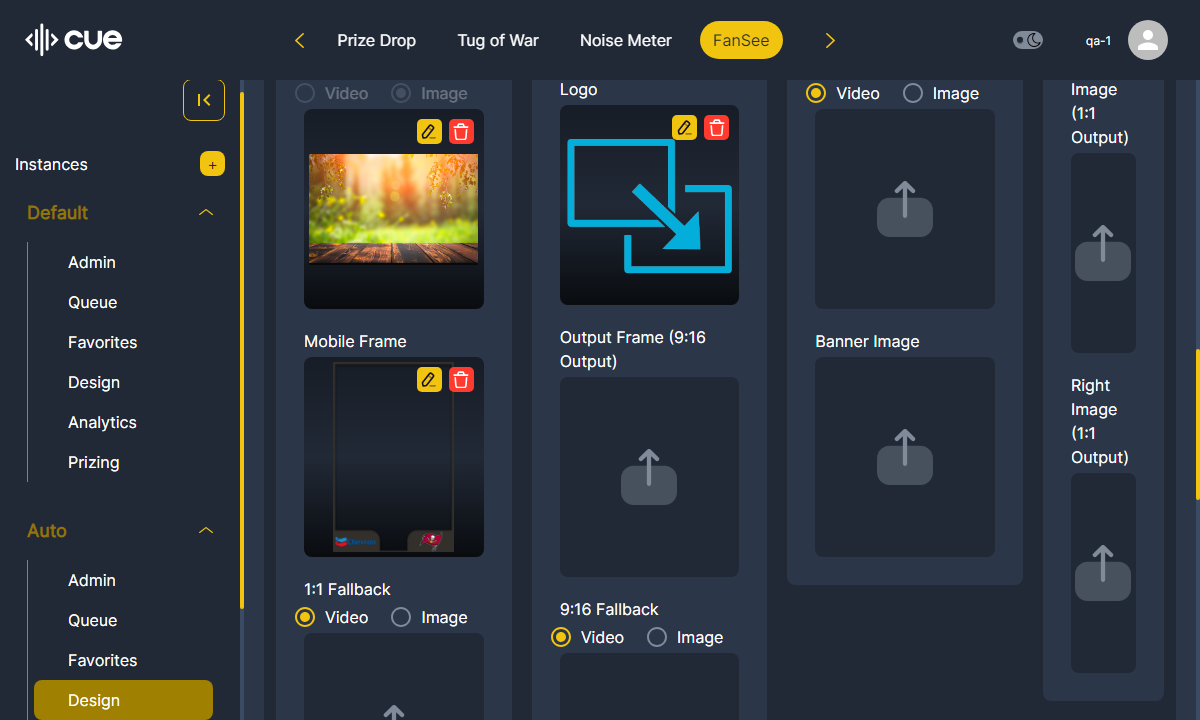 cue
Prize Drop
Tug of War
Noise Meter
FanSee
qa-1
Instances
+
Default
Admin
Queue
Favorites
Design
Analytics
Prizing
Auto
Admin
Queue
Favorites
Design
Video
Image
Mobile Frame
1:1 Fallback
Video
Image
Logo
Output Frame (9:16
Output)
9:16 Fallback
Video
Image
Video
Image
Banner Image
Image
(1:1
Output)
Right
Image
(1:1
Output)